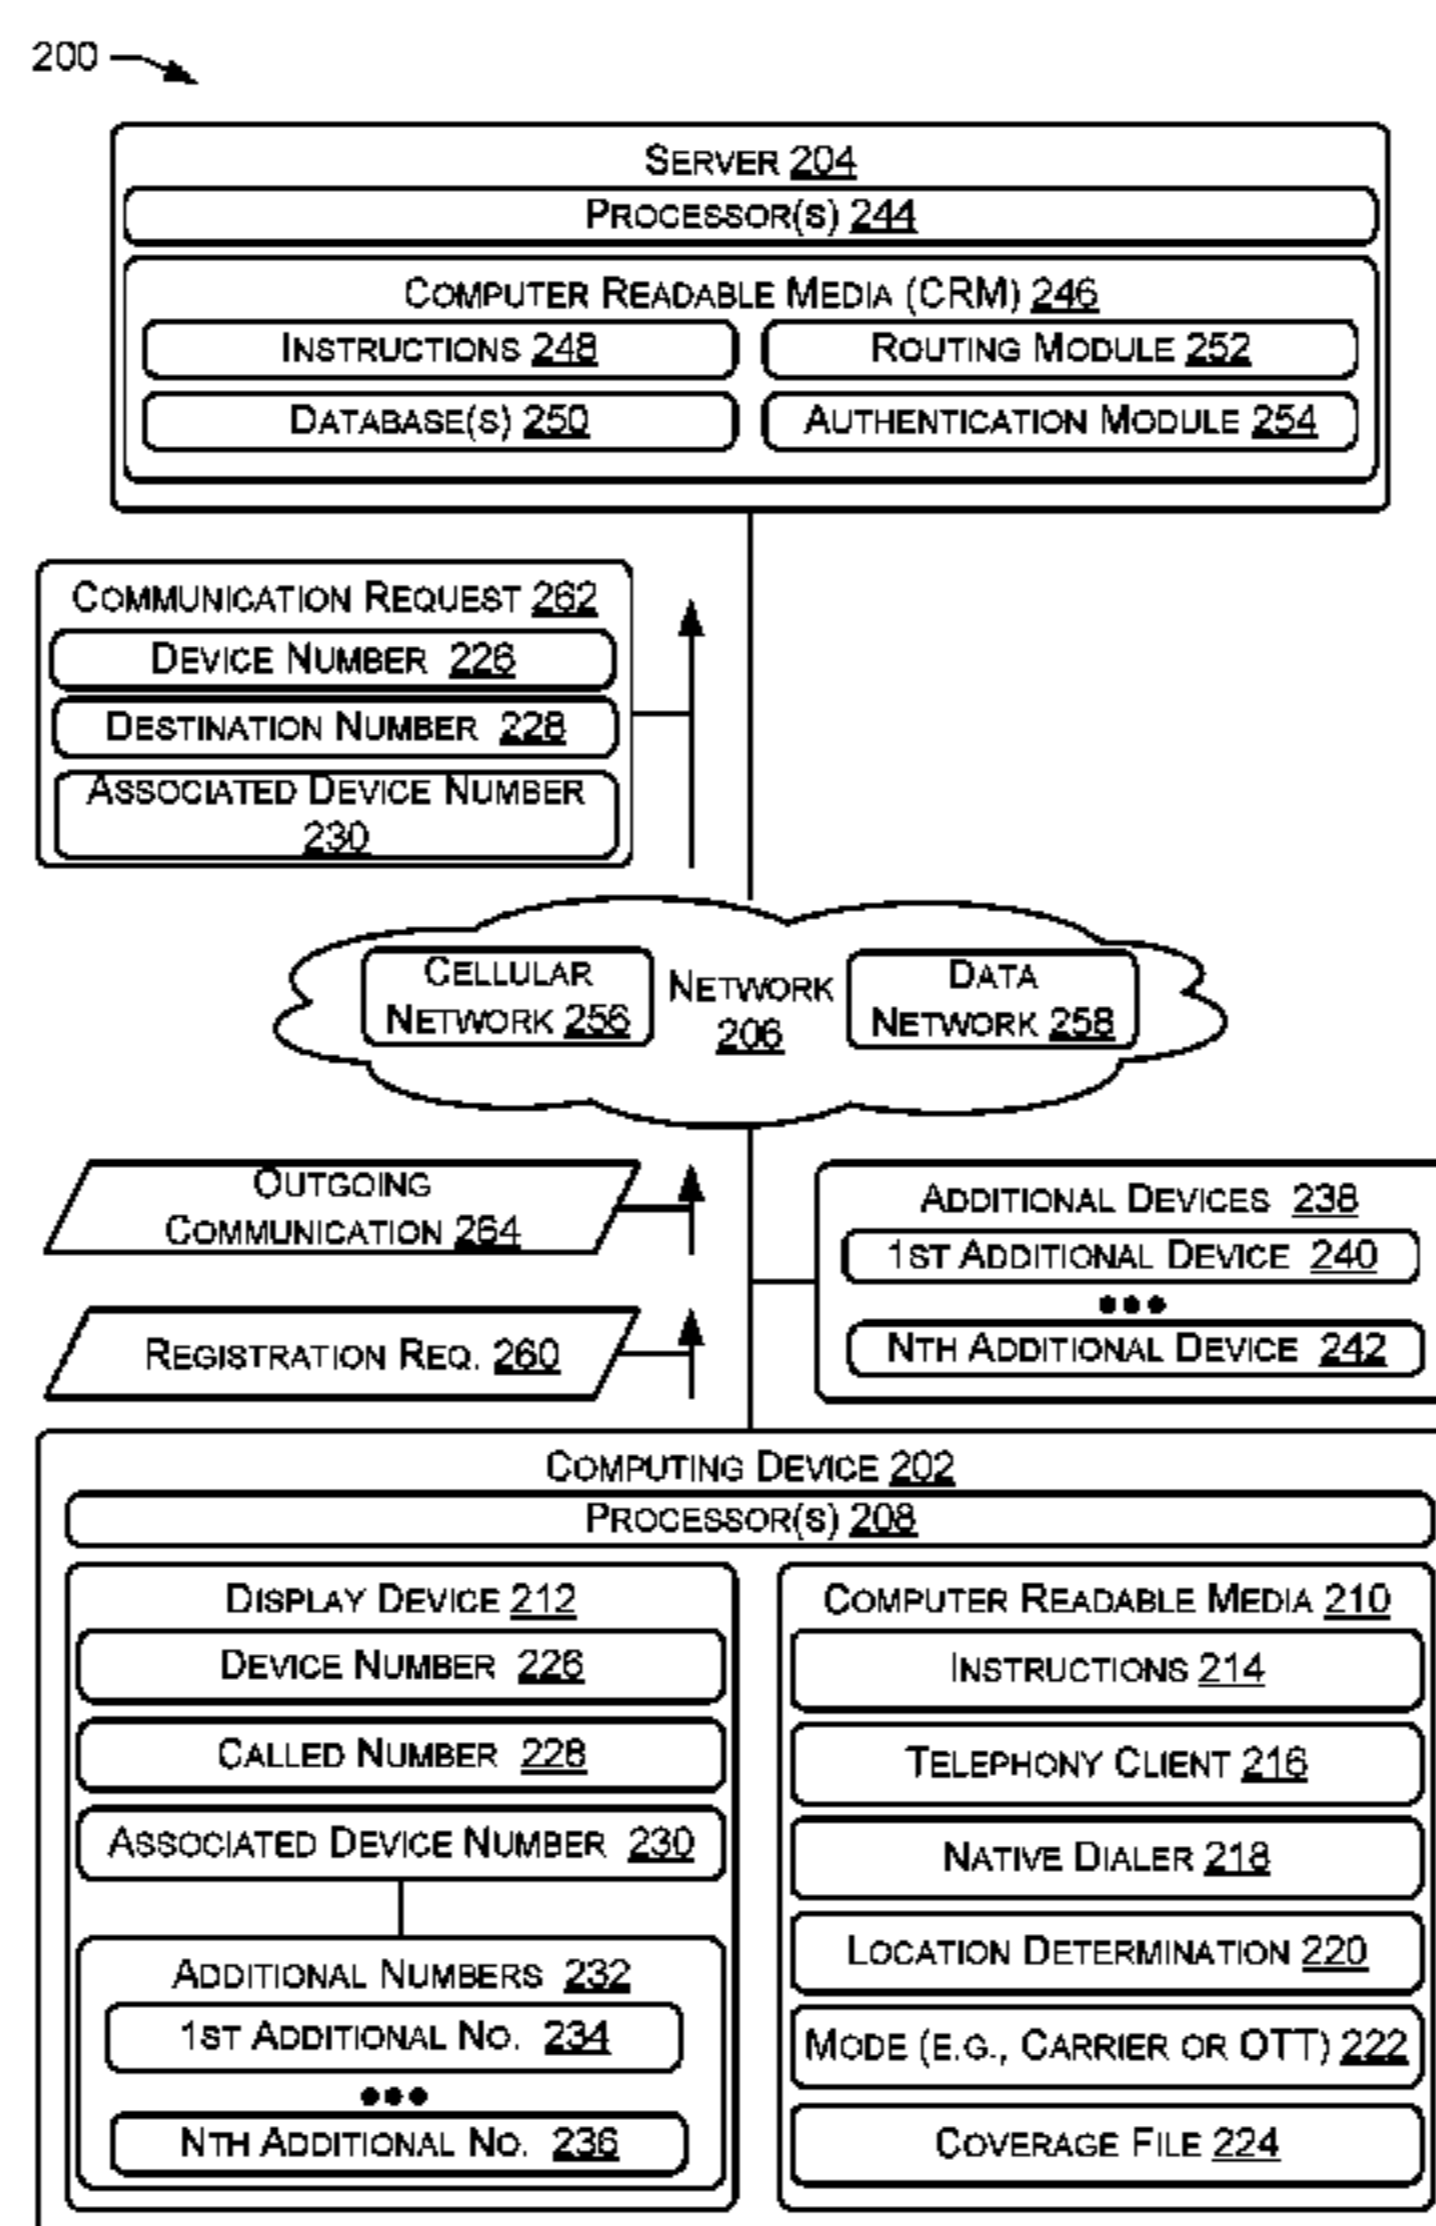 200
SERVER 204
PROCESSOR(S) 244
COMPUTER READABLE MEDIA (CRM) 246
INSTRUCTIONS 248
ROUTING MODULE 252
DATABASE(S) 250
AUTHENTICATION MODULE 254
COMMUNICATION REQUEST 262
DEVICE NUMBER 226
DESTINATION NUMBER 228
ASSOCIATED DEVICE NUMBER
230
CELLULAR
NETWORK 256
NETWORK
206
DATA
NETWORK 258
OUTGOING
COMMUNICATION 264
REGISTRATION REQ. 260
ADDITIONAL DEVICES 238
1ST ADDITIONAL DEVICE 240
•••
NTH ADDITIONAL DEVICE 242
COMPUTING DEVICE 202
PROCESSOR(S) 208
DISPLAY DEVICE 212
DEVICE NUMBER 226
CALLED NUMBER 228
ASSOCIATED DEVICE NUMBER 230
ADDITIONAL NUMBERS 232
1ST ADDITIONAL NO. 234
•••
NTH ADDITIONAL NO. 236
COMPUTER READABLE MEDIA 210
INSTRUCTIONS 214
TELEPHONY CLIENT 216
NATIVE DIALER 218
LOCATION DETERMINATION 220
MODE (E.G., CARRIER OR OTT) 222
COVERAGE FILE 224